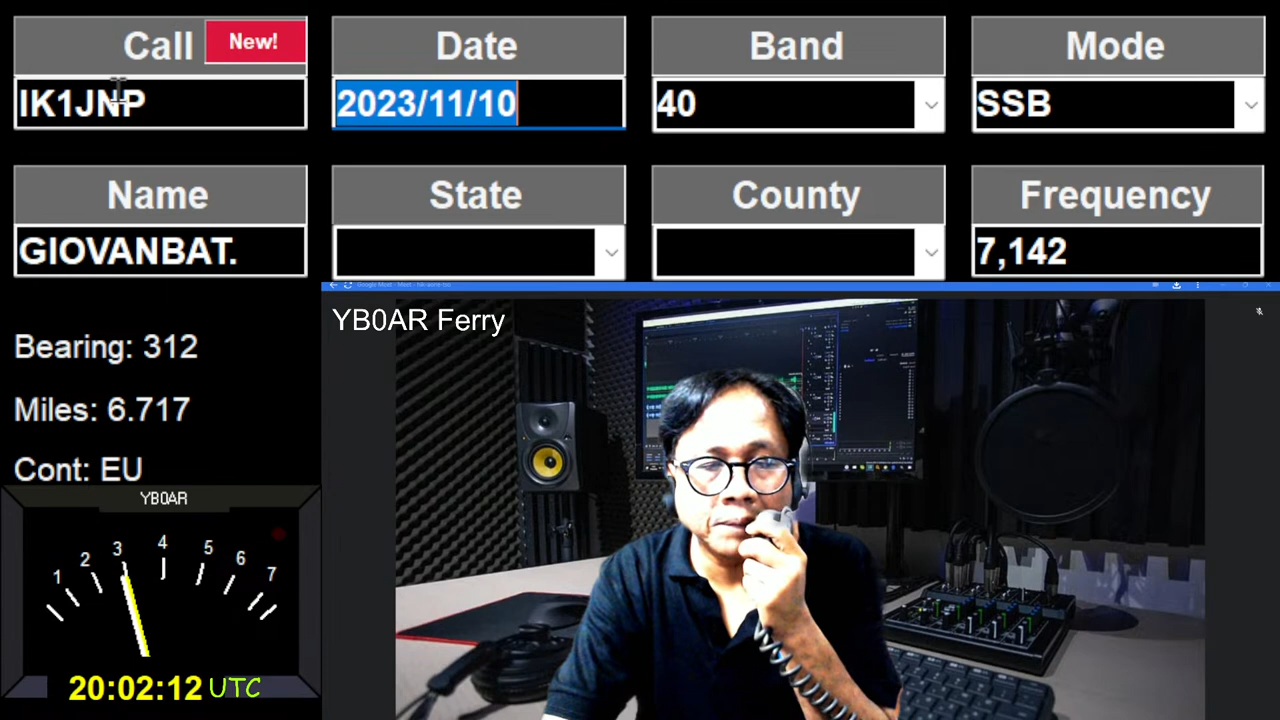 Call New! Date Band Mode
IK1JNP 2023/11/10 40 SSB
Name State County Frequency
GIOVANBAT. 7,142
YB0AR Ferry
Bearing: 312
Miles: 6.717
Cont: EU
YB0AR
1 2 3 4 5 6 7
20:02:12 UTC